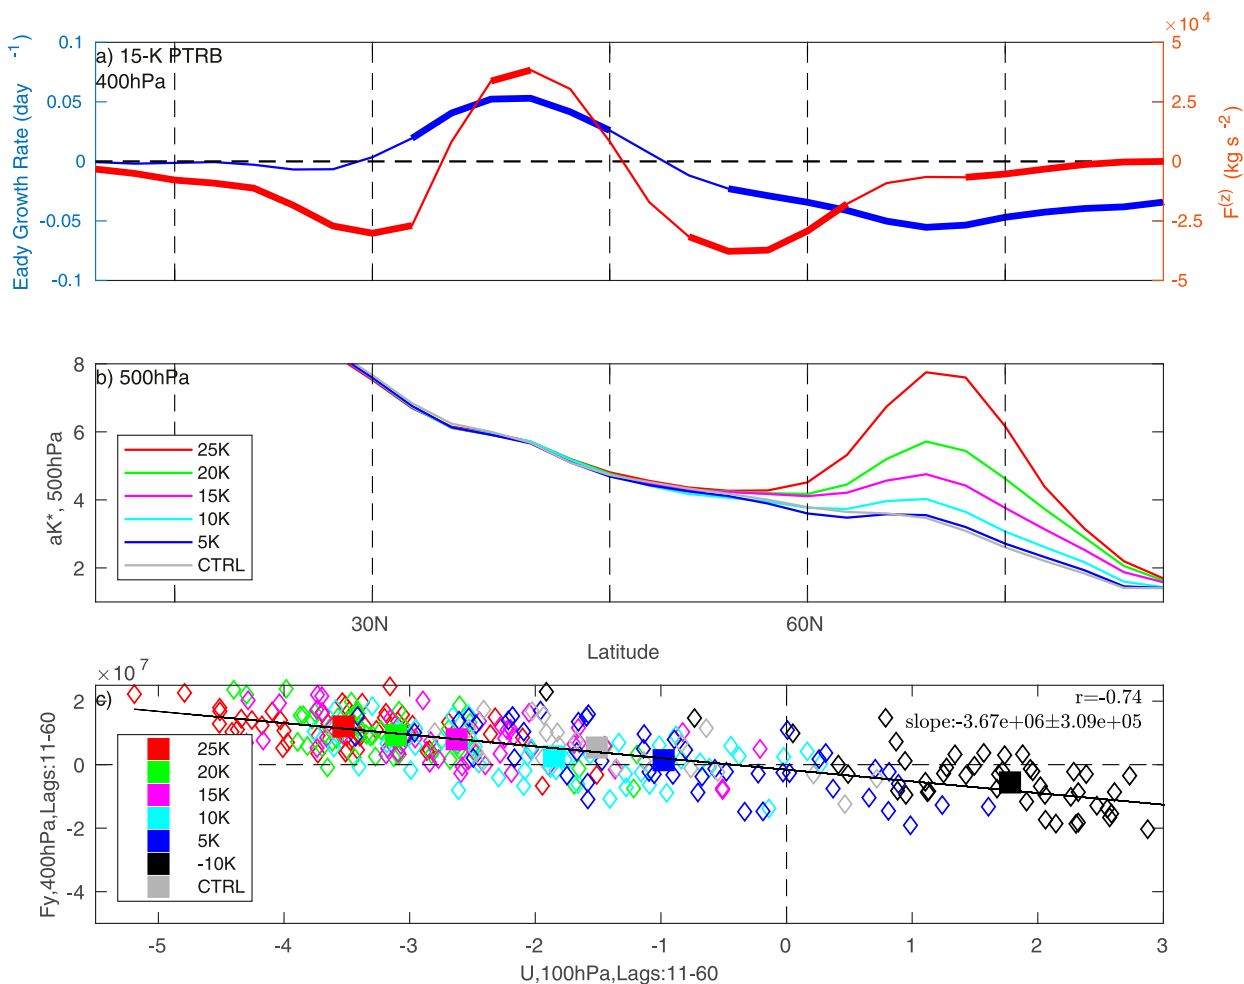 ×10⁴
a) 15-K PTRB
400hPa
Eady Growth Rate (day -1)
0.1
0.05
0
-0.05
-0.1
5
2.5
0
-2.5
-5
F(z) (kg s -2)
b) 500hPa
aK*, 500hPa
8
6
4
2
25K
20K
15K
10K
5K
CTRL
30N
60N
Latitude
×10⁷
c)
r=-0.74
slope:-3.67e+06±3.09e+05
Fy,400hPa,Lags:11-60
2
0
-2
-4
25K
20K
15K
10K
5K
-10K
CTRL
-5
-4
-3
-2
-1
0
1
2
3
U,100hPa,Lags:11-60